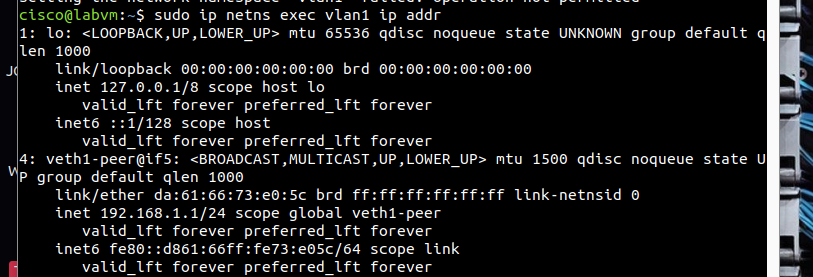 cisco@labvm:~$ sudo ip netns exec vlan1 ip addr
1: lo: <LOOPBACK,UP,LOWER_UP> mtu 65536 qdisc noqueue state UNKNOWN group default q
len 1000
    link/loopback 00:00:00:00:00:00 brd 00:00:00:00:00:00
    inet 127.0.0.1/8 scope host lo
       valid_lft forever preferred_lft forever
    inet6 ::1/128 scope host
       valid_lft forever preferred_lft forever
4: veth1-peer@if5: <BROADCAST,MULTICAST,UP,LOWER_UP> mtu 1500 qdisc noqueue state U
P group default qlen 1000
    link/ether da:61:66:73:e0:5c brd ff:ff:ff:ff:ff:ff link-netnsid 0
    inet 192.168.1.1/24 scope global veth1-peer
       valid_lft forever preferred_lft forever
    inet6 fe80::d861:66ff:fe73:e05c/64 scope link
       valid_lft forever preferred_lft forever